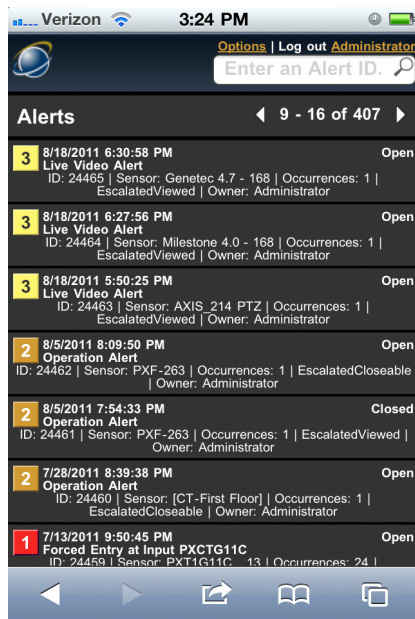 Verizon 3:24 PM
Options | Log out Administrator
Enter an Alert ID.
Alerts 9 - 16 of 407
3 8/18/2011 6:30:58 PM Open
Live Video Alert
ID: 24465 | Sensor: Genetec 4.7 - 168 | Occurrences: 1 |
EscalatedViewed | Owner: Administrator
3 8/18/2011 6:27:56 PM Open
Live Video Alert
ID: 24464 | Sensor: Milestone 4.0 - 168 | Occurrences: 1 |
EscalatedViewed | Owner: Administrator
3 8/18/2011 5:50:25 PM Open
Live Video Alert
ID: 24463 | Sensor: AXIS_214 PTZ | Occurrences: 1 |
EscalatedViewed | Owner: Administrator
2 8/5/2011 8:09:50 PM Open
Operation Alert
ID: 24462 | Sensor: PXF-263 | Occurrences: 1 | EscalatedCloseable
| Owner: Administrator
2 8/5/2011 7:54:33 PM Closed
Operation Alert
ID: 24461 | Sensor: PXF-263 | Occurrences: 1 | EscalatedViewed |
Owner: Administrator
2 7/28/2011 8:39:38 PM Open
Operation Alert
ID: 24460 | Sensor: [CT-First Floor] | Occurrences: 1 |
EscalatedCloseable | Owner: Administrator
1 7/13/2011 9:50:45 PM Open
Forced Entry at Input PXCTG11C
ID: 24459 | Sensor: PXT1G11C 13 | Occurrences: 24 |